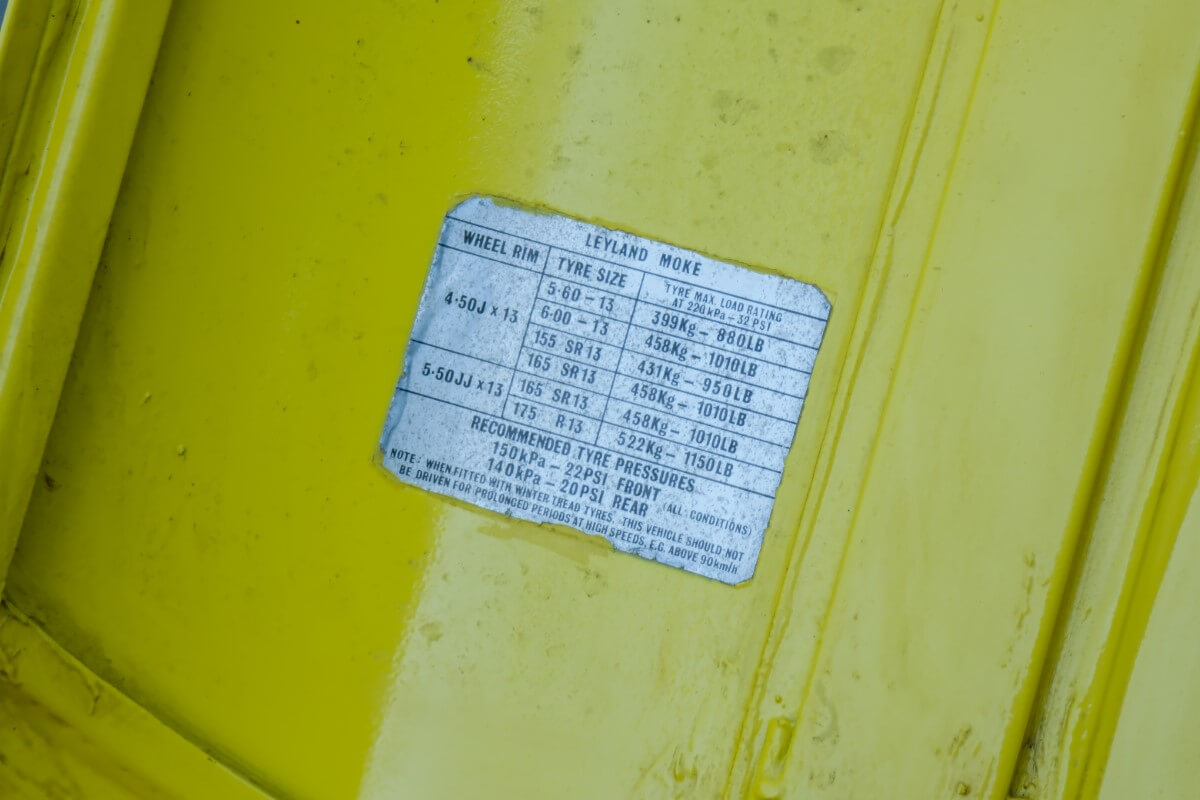 LEYLAND MOKE
WHEEL RIM TYRE SIZE TYRE MAX. LOAD RATING
AT 220kPa – 32 PSI
4·50J x 13 5·60 – 13 399Kg – 880LB
6·00 – 13 458Kg – 1010LB
155 SR13 431Kg – 950LB
165 SR13 458Kg – 1010LB
5·50JJ x 13 165 SR13 458Kg – 1010LB
175 R13 522Kg – 1150LB
RECOMMENDED TYRE PRESSURES
150kPa – 22PSI FRONT
140kPa – 20PSI REAR (ALL CONDITIONS)
NOTE: WHEN FITTED WITH WINTER TREAD TYRES, THIS VEHICLE SHOULD NOT
BE DRIVEN FOR PROLONGED PERIODS AT HIGH SPEEDS, E.G. ABOVE 90km/h